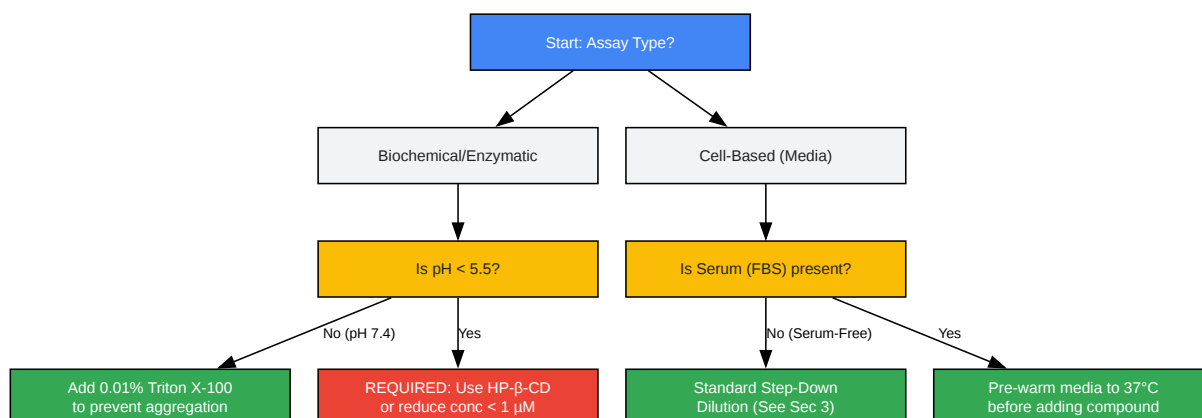 Start: Assay Type?
Biochemical/Enzymatic
Cell-Based (Media)
Is pH < 5.5?
Is Serum (FBS) present?
No (pH 7.4)
Yes
No (Serum-Free)
Yes
Add 0.01% Triton X-100
to prevent aggregation
REQUIRED: Use HP-β-CD
or reduce conc < 1 µM
Standard Step-Down
Dilution (See Sec 3)
Pre-warm media to 37°C
before adding compound